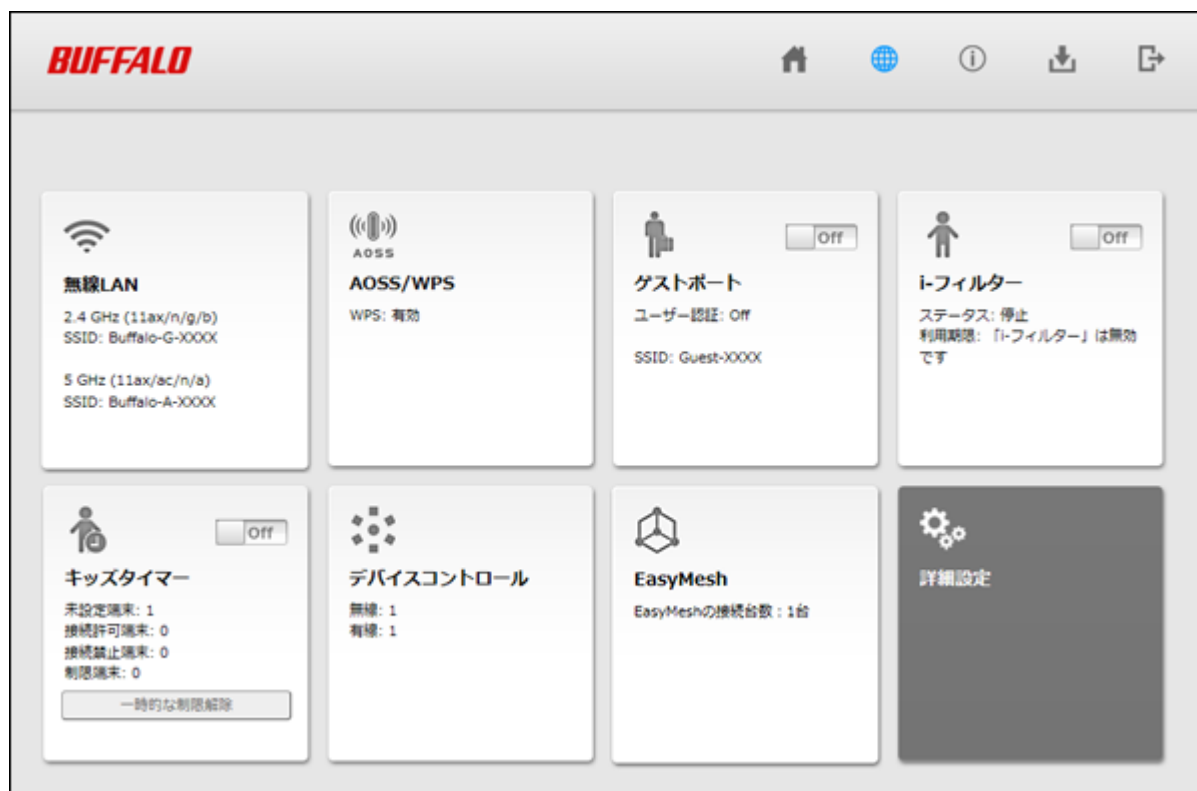 BUFFALO
AOSS
Off
Off
無線LAN
AOSS/WPS
ゲストポート
i-フィルター
2.4 GHz (11ax/n/g/b)
SSID: Buffalo-G-XXXX
5 GHz (11ax/ac/n/a)
SSID: Buffalo-A-XXXX
WPS: 有効
ユーザー認証: Off
SSID: Guest-XXXX
ステータス: 停止
利用期限: 「i-フィルター」は無効
です
Off
キッズタイマー
未設定端末: 1
接続許可端末: 0
接続禁止端末: 0
制限端末: 0
一時的な制限解除
デバイスコントロール
無線: 1
有線: 1
EasyMesh
EasyMeshの接続台数 : 1台
詳細設定